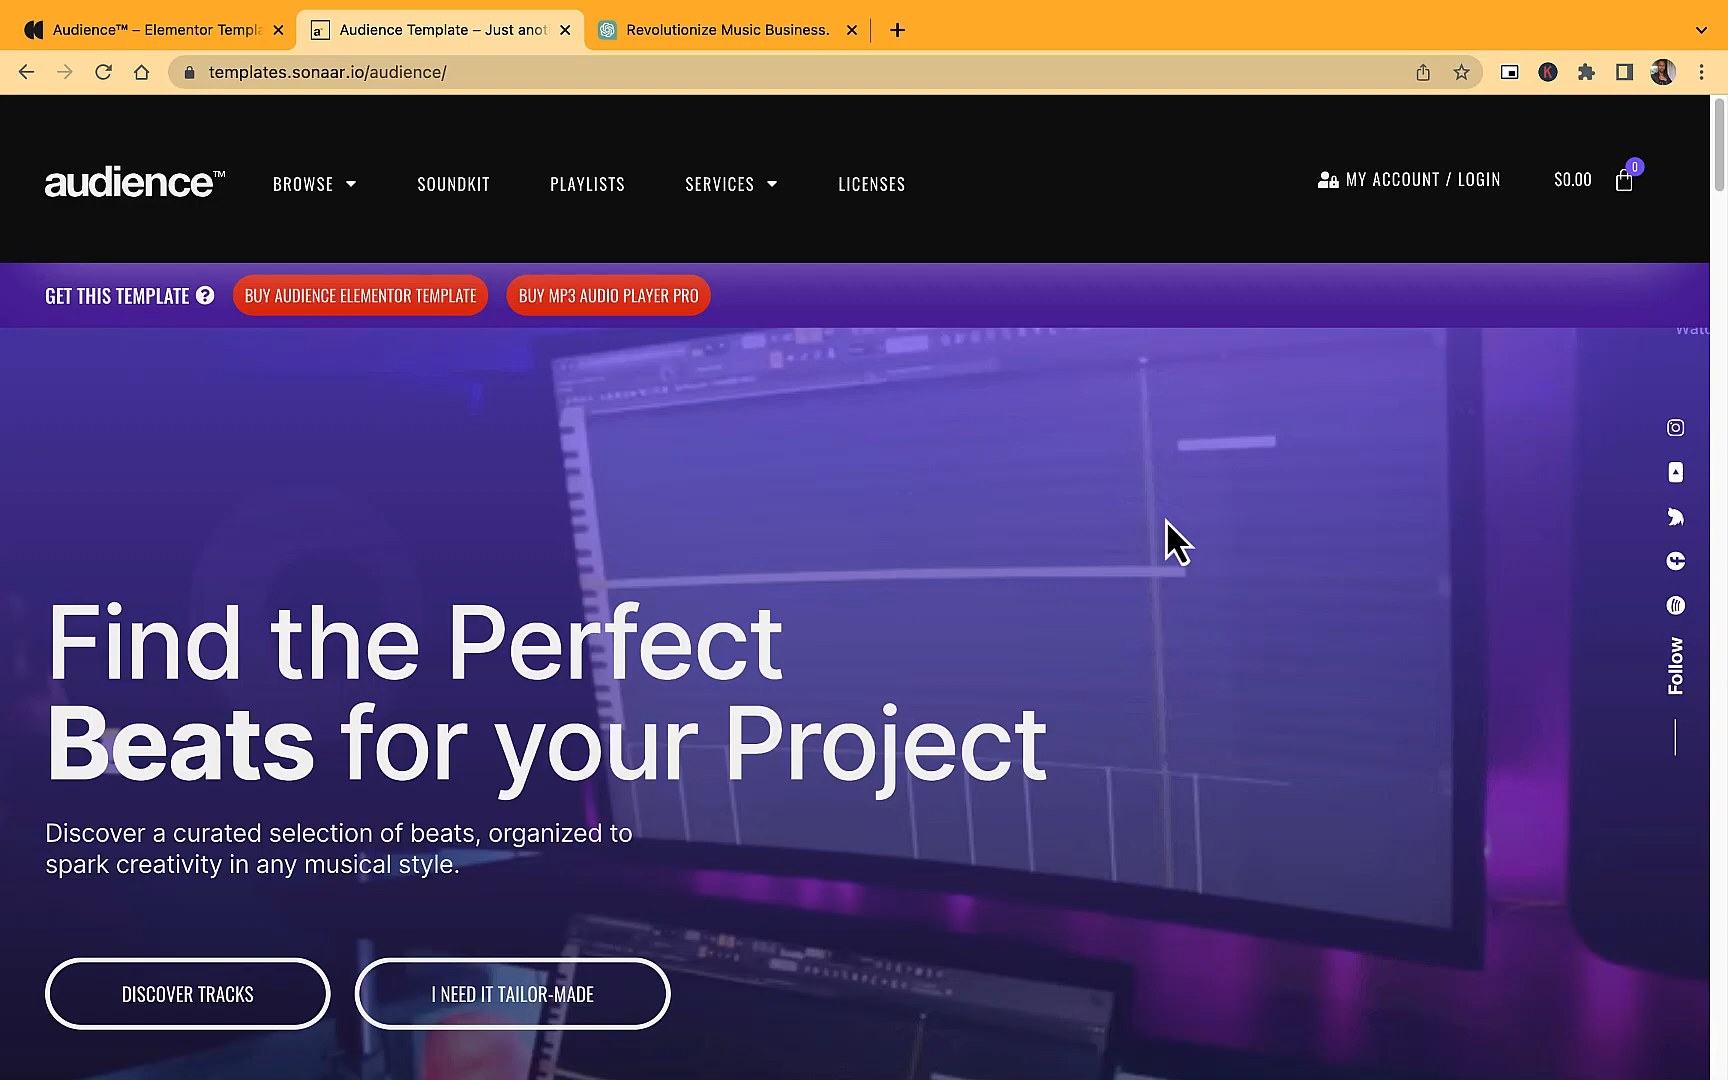 Audience™ – Elementor Templa
Audience Template – Just anot
Revolutionize Music Business.
templates.sonaar.io/audience/
K
audience™
BROWSE
SOUNDKIT
PLAYLISTS
SERVICES
LICENSES
MY ACCOUNT / LOGIN
$0.00
0
GET THIS TEMPLATE
BUY AUDIENCE ELEMENTOR TEMPLATE
BUY MP3 AUDIO PLAYER PRO
Watc
Find the Perfect
Beats for your Project
Discover a curated selection of beats, organized to
spark creativity in any musical style.
DISCOVER TRACKS
I NEED IT TAILOR-MADE
Follow